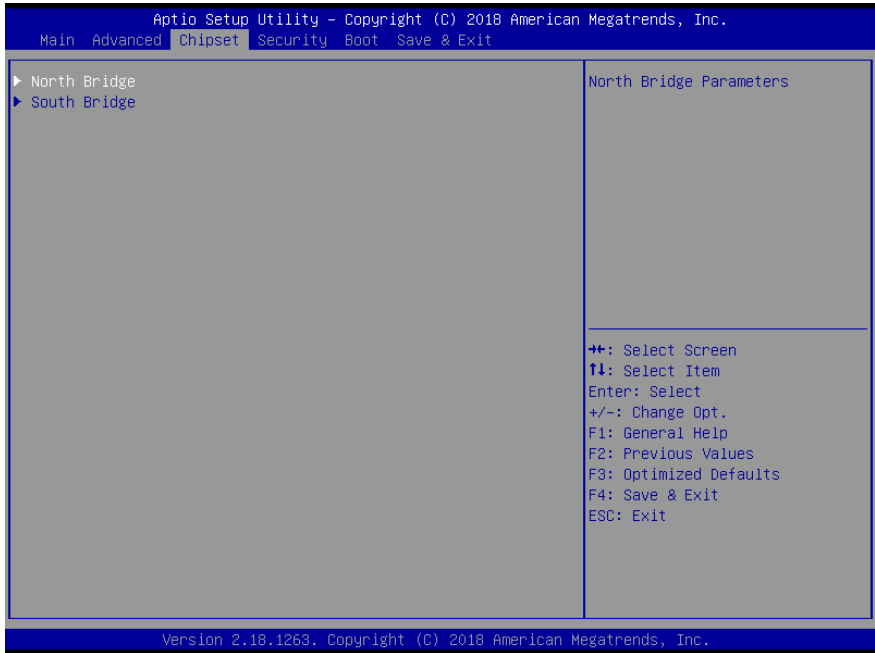 Aptio Setup Utility – Copyright (C) 2018 American Megatrends, Inc.
Main Advanced Chipset Security Boot Save & Exit
▶ North Bridge
▶ South Bridge
North Bridge Parameters
→←: Select Screen
↑↓: Select Item
Enter: Select
+/-: Change Opt.
F1: General Help
F2: Previous Values
F3: Optimized Defaults
F4: Save & Exit
ESC: Exit
Version 2.18.1263. Copyright (C) 2018 American Megatrends, Inc.